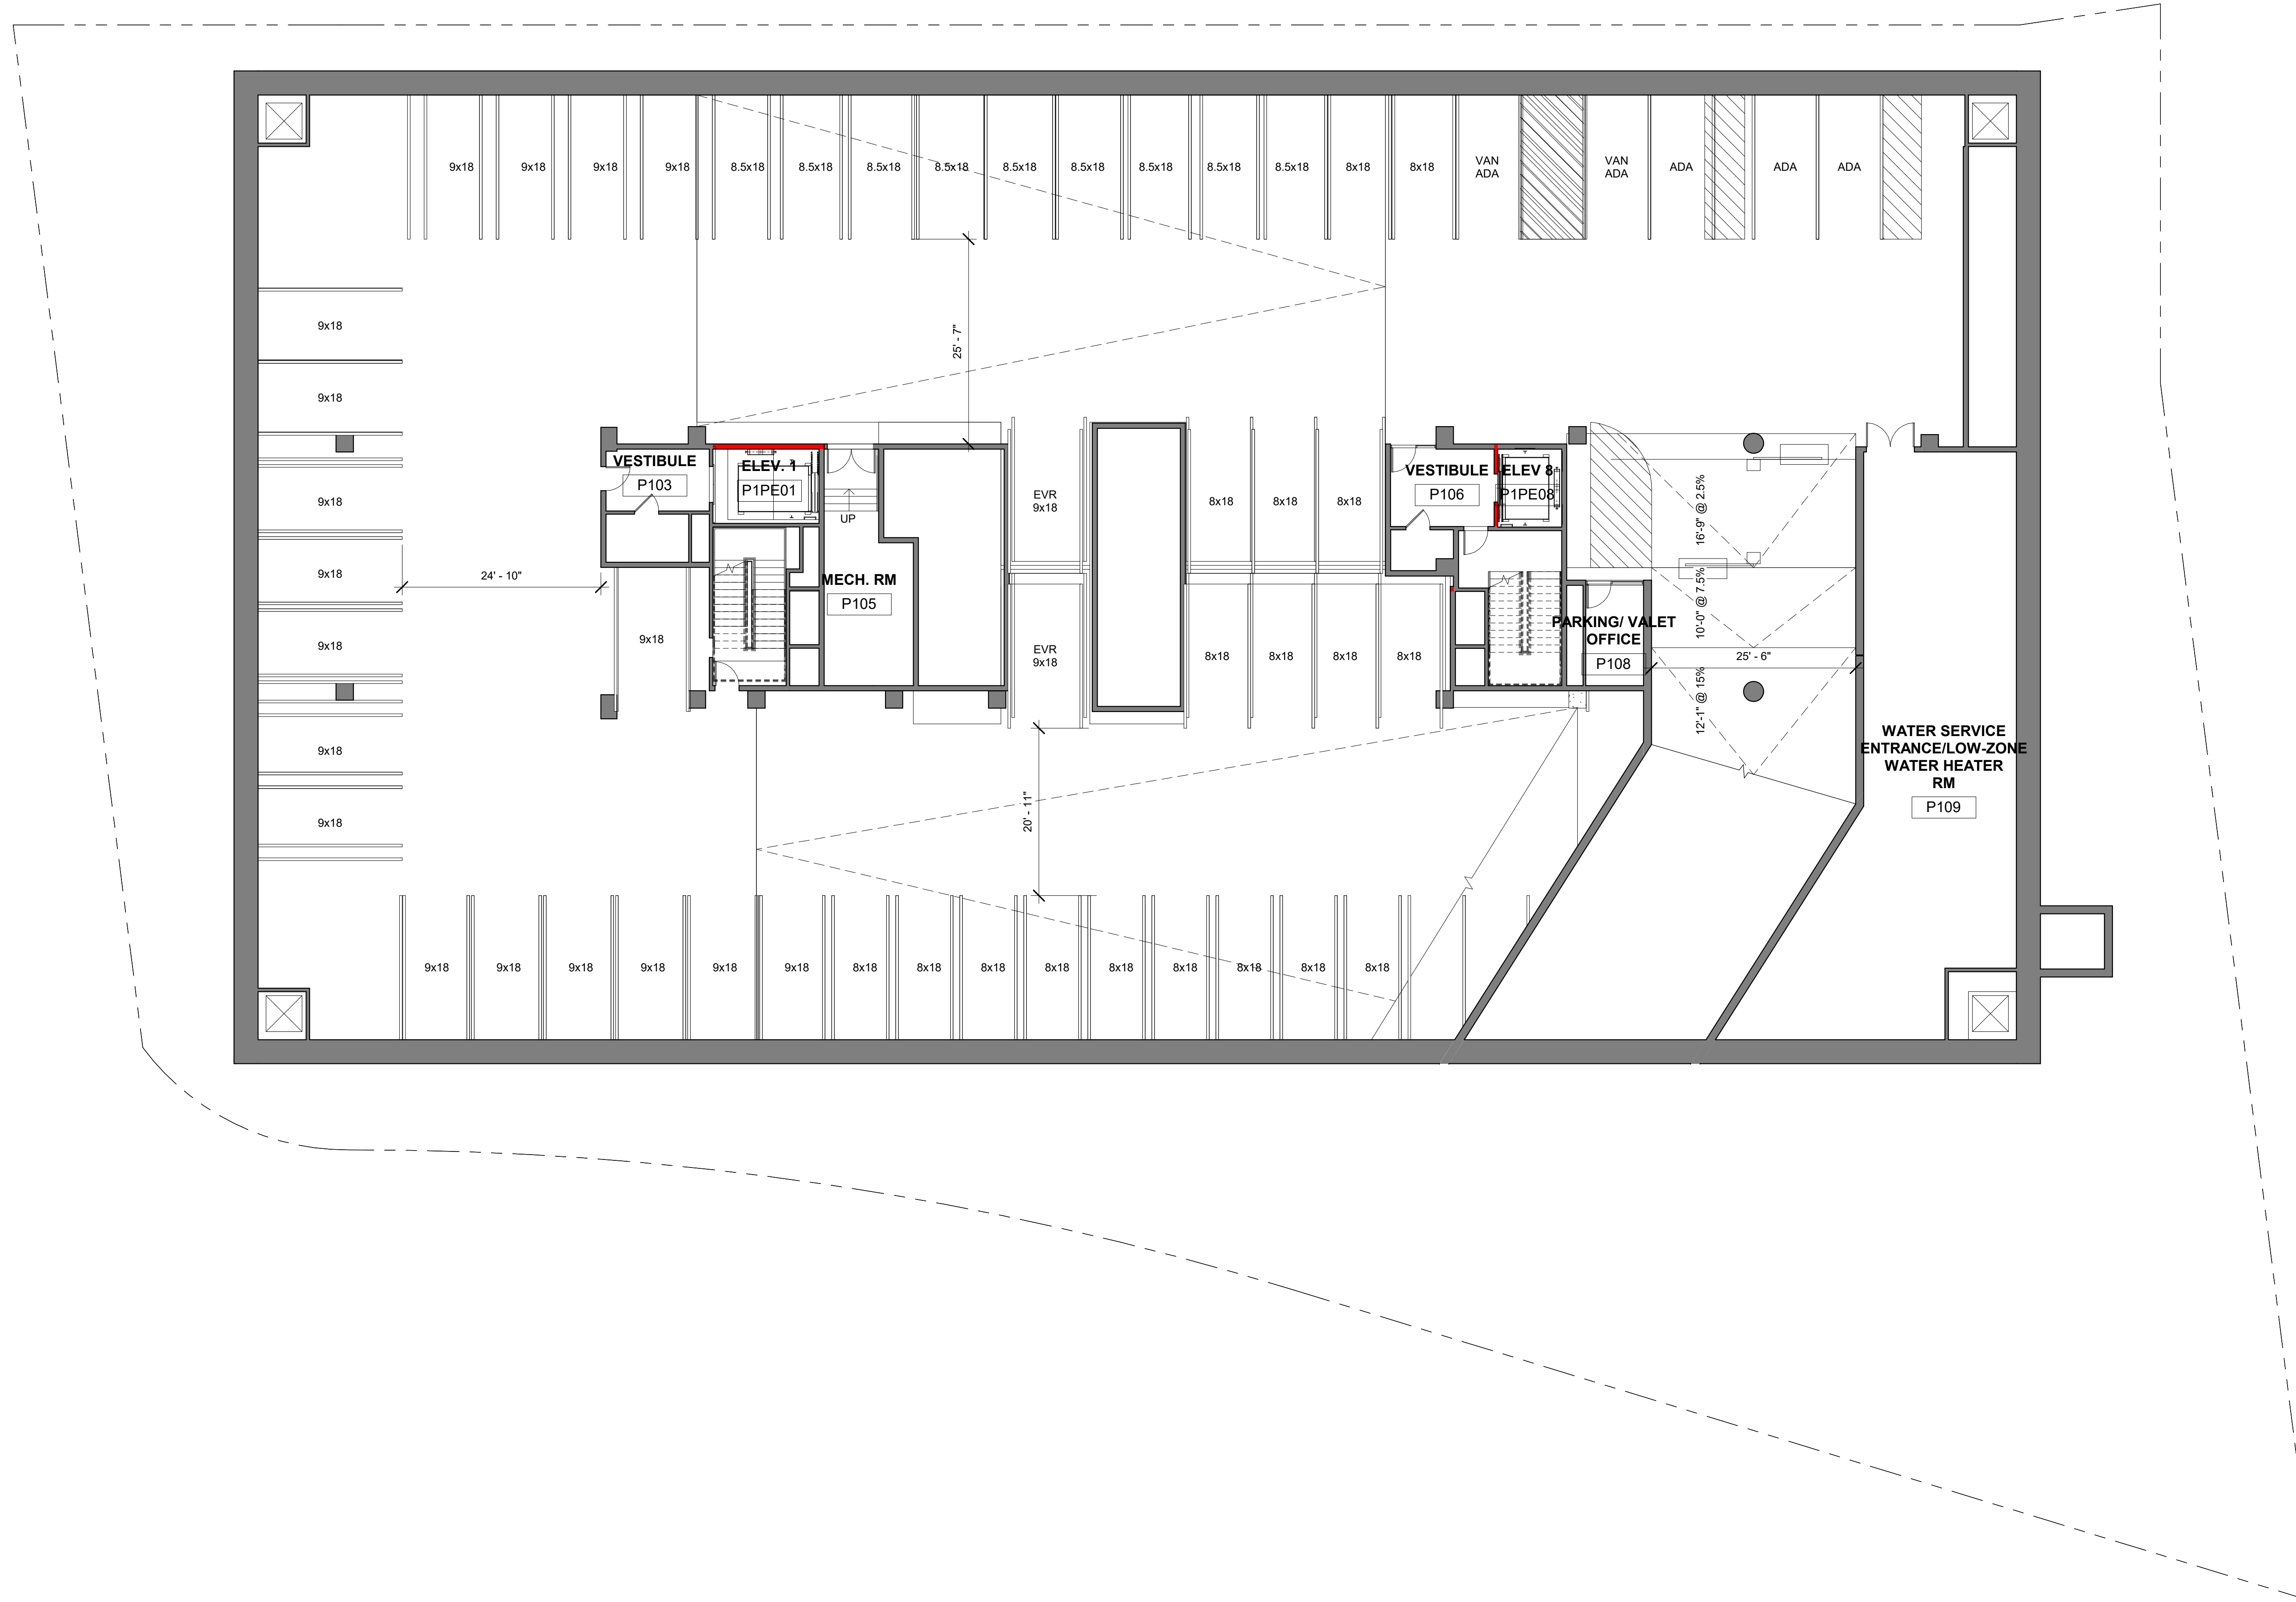 9x18
9x18
9x18
9x18
8.5x18
8.5x18
8.5x18
8.5x18
8.5x18
8.5x18
8.5x18
8.5x18
8.5x18
8x18
8x18
VAN
ADA
VAN
ADA
ADA
ADA
ADA
9x18
9x18
25' - 7"
VESTIBULE
P103
ELEV. 1
P1PE01
UP
9x18
EVR
9x18
8x18
8x18
8x18
VESTIBULE
P106
ELEV 8
P1PE08
16'-9" @ 2.5%
9x18
24' - 10"
MECH. RM
P105
10'-0" @ 7.5%
9x18
9x18
EVR
9x18
8x18
8x18
8x18
8x18
PARKING/ VALET
OFFICE
P108
25' - 6"
12'-1" @ 15%
9x18
WATER SERVICE
ENTRANCE/LOW-ZONE
WATER HEATER
RM
P109
9x18
20' - 11"
9x18
9x18
9x18
9x18
9x18
9x18
8x18
8x18
8x18
8x18
8x18
8x18
8x18
8x18
8x18